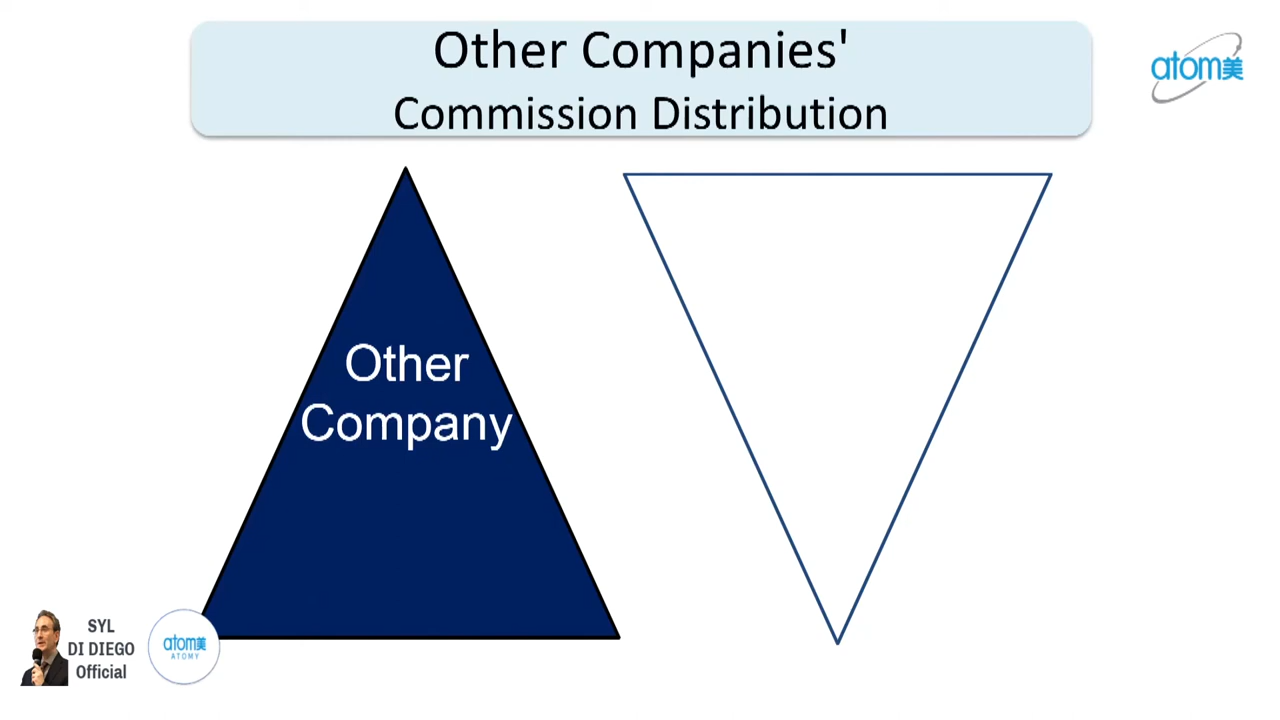 Other Companies'
Commission Distribution
atom美
Other
Company
SYL
DI DIEGO
Official
atom美
ATOMY